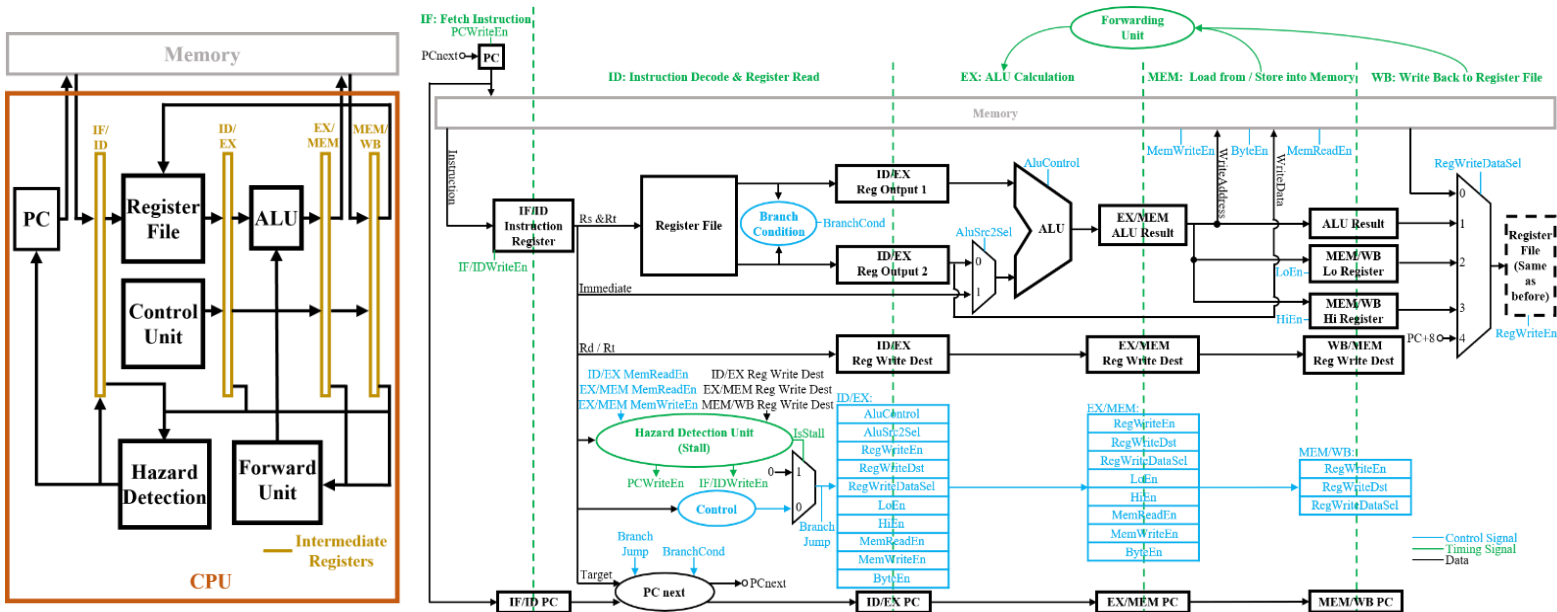 Memory
IF/
ID
ID/
EX
EX/
MEM
MEM/
WB
PC
Register
File
ALU
Control
Unit
Hazard
Detection
Forward
Unit
Intermediate
Registers
CPU
IF: Fetch Instruction
PCWriteEn
PCnext
PC
Forwarding
Unit
ID: Instruction Decode & Register Read
EX: ALU Calculation
MEM: Load from / Store into Memory
WB: Write Back to Register File
Memory
Instruction
MemWriteEn
ByteEn
MemReadEn
WriteAddress
WriteData
RegWriteDataSel
IF/ID
Instruction
Register
IF/IDWriteEn
Rs &Rt
Register File
Branch
Condition
BranchCond
ID/EX
Reg Output 1
ID/EX
Reg Output 2
AluSrc2Sel
0
1
AluControl
ALU
EX/MEM
ALU Result
ALU Result
MEM/WB
Lo Register
LoEn
MEM/WB
Hi Register
HiEn
PC+8
0
1
2
3
4
Register
File
(Same
as
before)
RegWriteEn
Immediate
Rd / Rt
ID/EX
Reg Write Dest
EX/MEM
Reg Write Dest
WB/MEM
Reg Write Dest
ID/EX MemReadEn
EX/MEM MemReadEn
EX/MEM MemWriteEn
ID/EX Reg Write Dest
EX/MEM Reg Write Dest
MEM/WB Reg Write Dest
Hazard Detection Unit
(Stall)
IsStall
PCWriteEn
IF/IDWriteEn
0
1
0
Control
Branch
Jump
ID/EX:
AluControl
AluSrc2Sel
RegWriteEn
RegWriteDst
RegWriteDataSel
LoEn
HiEn
MemReadEn
MemWriteEn
ByteEn
EX/MEM:
RegWriteEn
RegWriteDst
RegWriteDataSel
LoEn
HiEn
MemReadEn
MemWriteEn
ByteEn
MEM/WB:
RegWriteEn
RegWriteDst
RegWriteDataSel
Control Signal
Timing Signal
Data
Branch
Jump
BranchCond
Target
PC next
PCnext
IF/ID PC
ID/EX PC
EX/MEM PC
MEM/WB PC